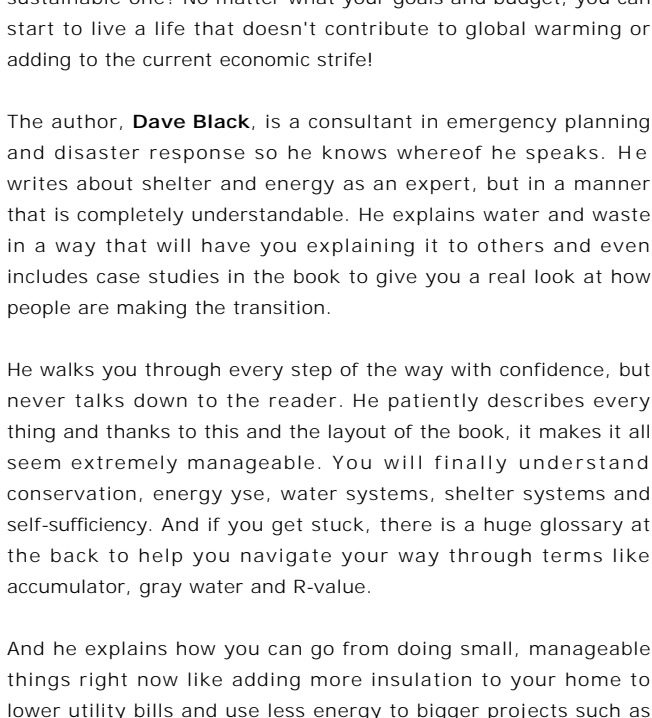 sustainable one? No matter what your goals and budget, you can
start to live a life that doesn't contribute to global warming or
adding to the current economic strife!
The author, Dave Black, is a consultant in emergency planning
and disaster response so he knows whereof he speaks. He
writes about shelter and energy as an expert, but in a manner
that is completely understandable. He explains water and waste
in a way that will have you explaining it to others and even
includes case studies in the book to give you a real look at how
people are making the transition.
He walks you through every step of the way with confidence, but
never talks down to the reader. He patiently describes every
thing and thanks to this and the layout of the book, it makes it all
seem extremely manageable. You will finally understand
conservation, energy yse, water systems, shelter systems and
self-sufficiency. And if you get stuck, there is a huge glossary at
the back to help you navigate your way through terms like
accumulator, gray water and R-value.
And he explains how you can go from doing small, manageable
things right now like adding more insulation to your home to
lower utility bills and use less energy to bigger projects such as